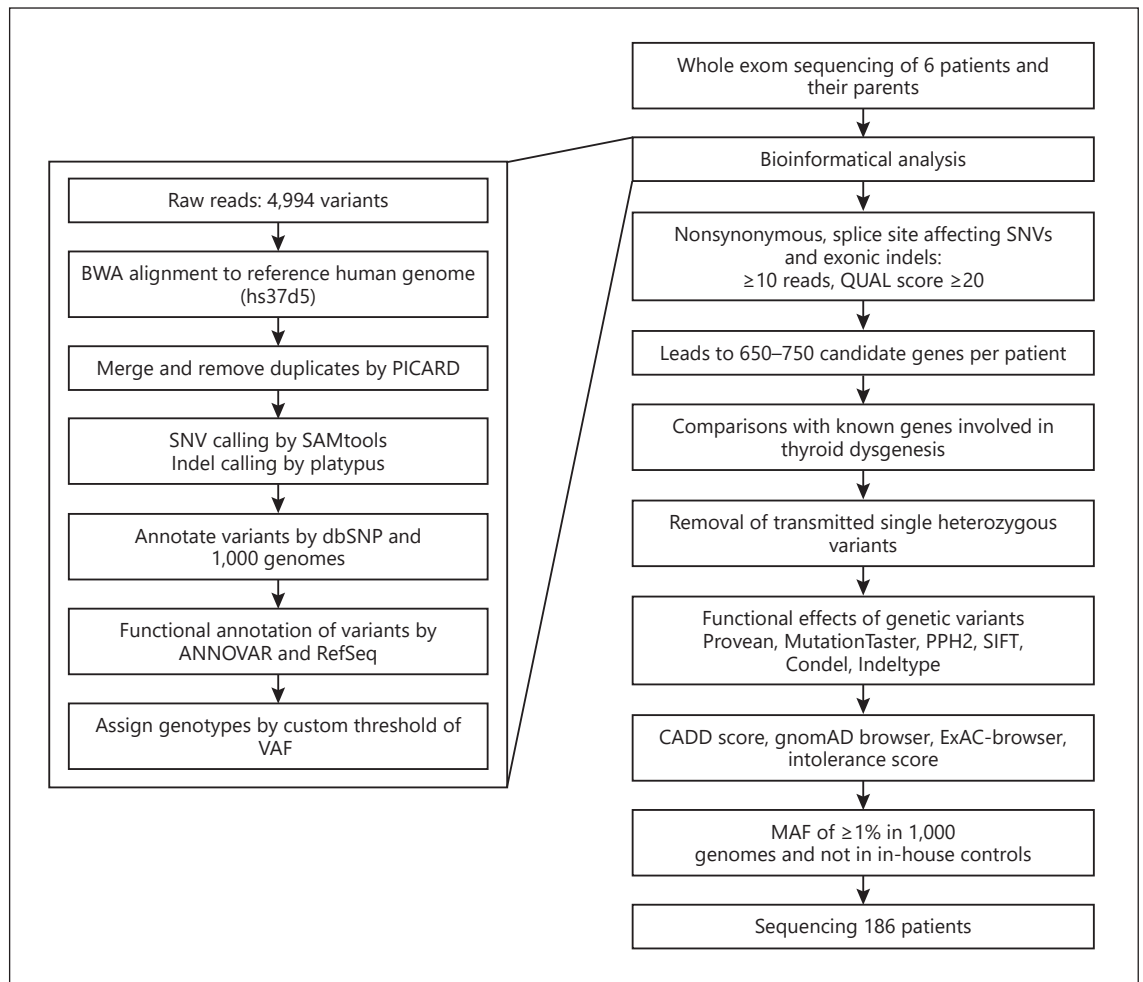 Whole exom sequencing of 6 patients and
their parents
Bioinformatical analysis
Raw reads: 4,994 variants
BWA alignment to reference human genome
(hs37d5)
Merge and remove duplicates by PICARD
SNV calling by SAMtools
Indel calling by platypus
Annotate variants by dbSNP and
1,000 genomes
Functional annotation of variants by
ANNOVAR and RefSeq
Assign genotypes by custom threshold of
VAF
Nonsynonymous, splice site affecting SNVs
and exonic indels:
≥10 reads, QUAL score ≥20
Leads to 650–750 candidate genes per patient
Comparisons with known genes involved in
thyroid dysgenesis
Removal of transmitted single heterozygous
variants
Functional effects of genetic variants
Provean, MutationTaster, PPH2, SIFT,
Condel, Indeltype
CADD score, gnomAD browser, ExAC-browser,
intolerance score
MAF of ≥1% in 1,000
genomes and not in in-house controls
Sequencing 186 patients